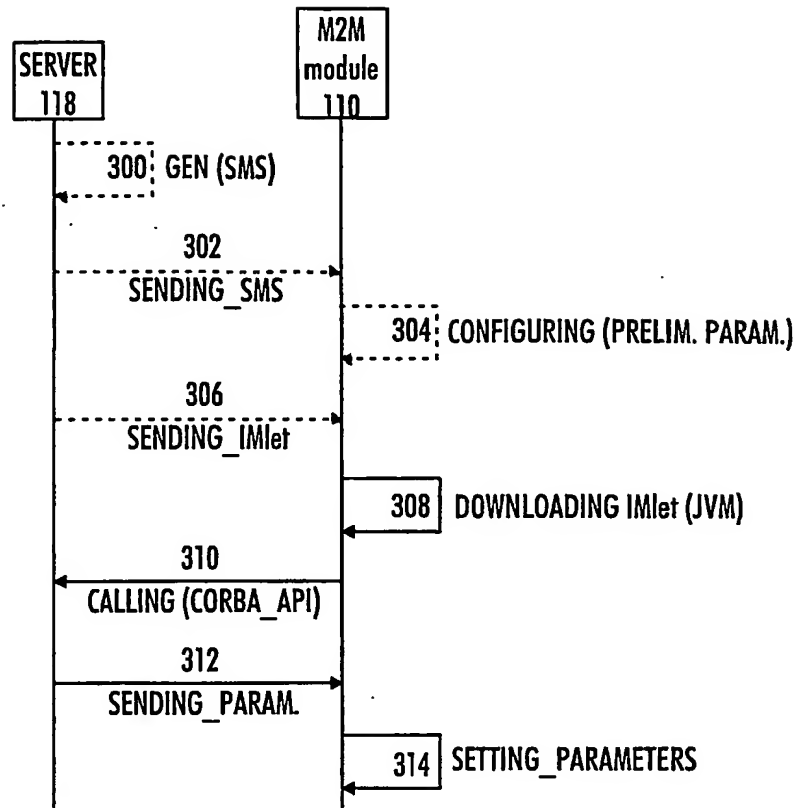 SERVER
118
M2M
module
110
300 GEN (SMS)
302
SENDING_SMS
304 CONFIGURING (PRELIM. PARAM.)
306
SENDING_IMlet
308 DOWNLOADING IMlet (JVM)
310
CALLING (CORBA_API)
312
SENDING_PARAM.
314 SETTING_PARAMETERS